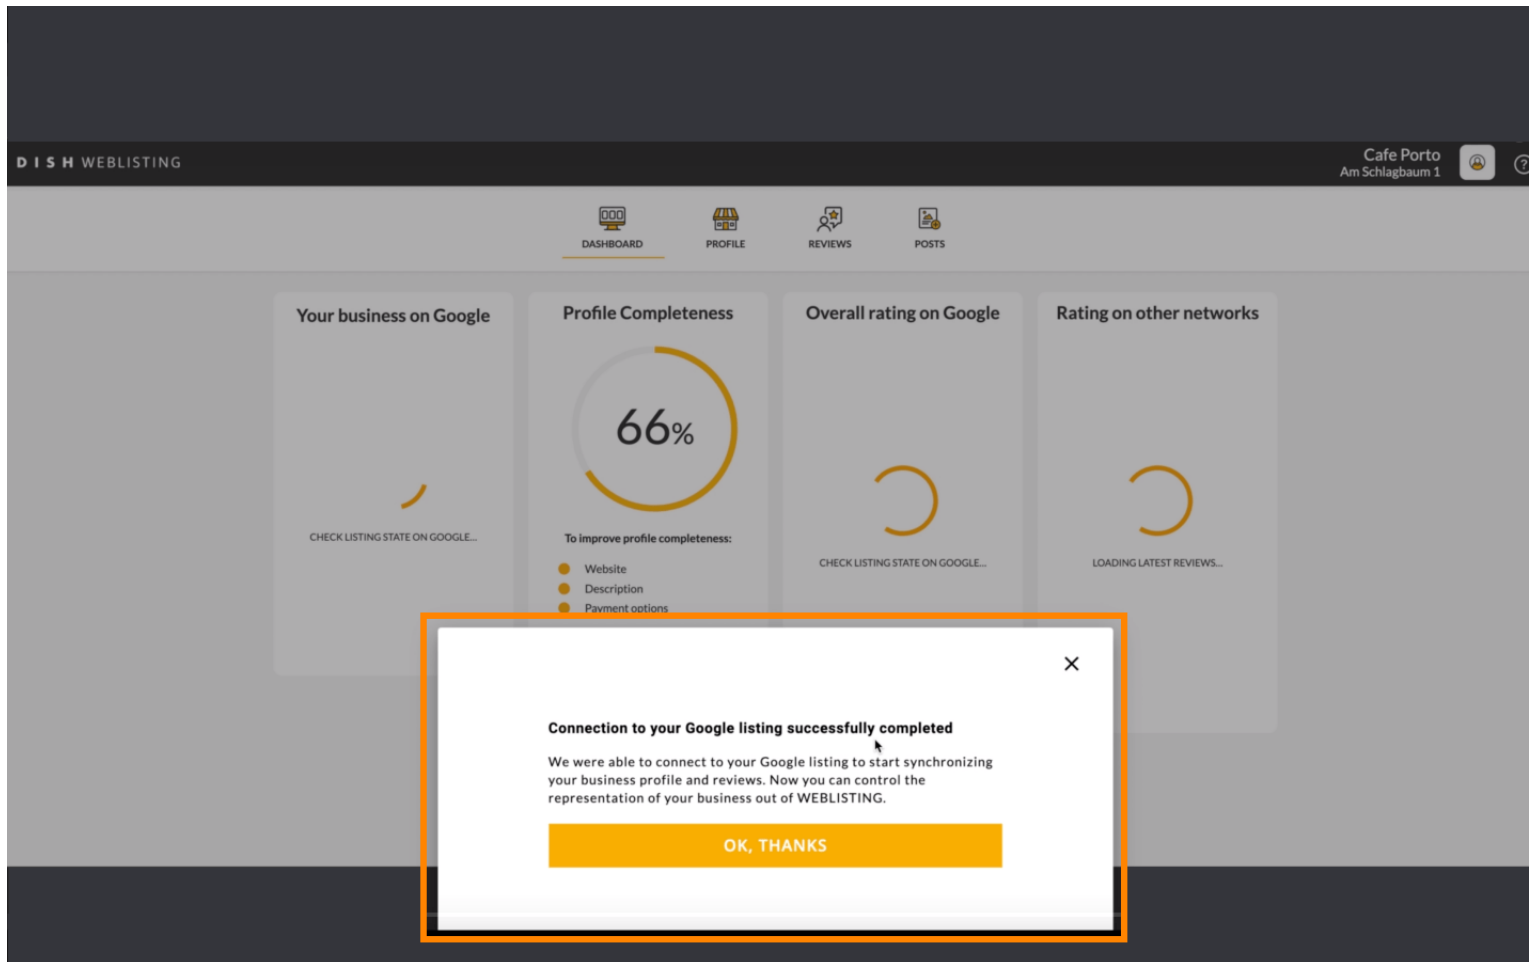 DISH WEBLISTING
Cafe Porto
Am Schlagbaum 1
?
DASHBOARD
PROFILE
REVIEWS
POSTS
Your business on Google
CHECK LISTING STATE ON GOOGLE...
Profile Completeness
66%
To improve profile completeness:
Website
Description
Payment options
Overall rating on Google
CHECK LISTING STATE ON GOOGLE...
Rating on other networks
LOADING LATEST REVIEWS...
Connection to your Google listing successfully completed
We were able to connect to your Google listing to start synchronizing
your business profile and reviews. Now you can control the
representation of your business out of WEBLISTING.
OK, THANKS